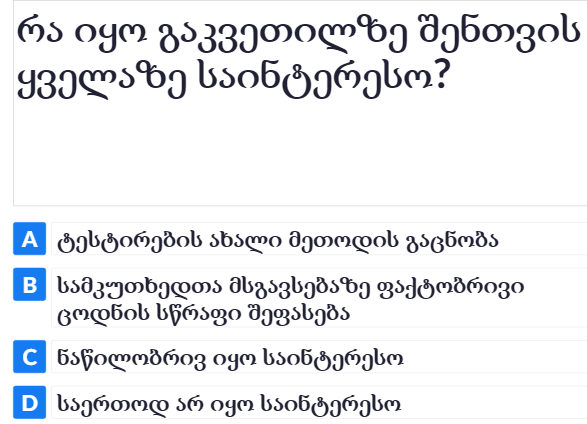 რა იყო გაკვეთილზე შენთვის
ყველაზე საინტერესო?
A ტესტირების ახალი მეთოდის გაცნობა
B სამკუთხედთა მსგავსებაზე ფაქტობრივი
ცოდნის სწრაფი შეფასება
C ნაწილობრივ იყო საინტერესო
D საერთოდ არ იყო საინტერესო